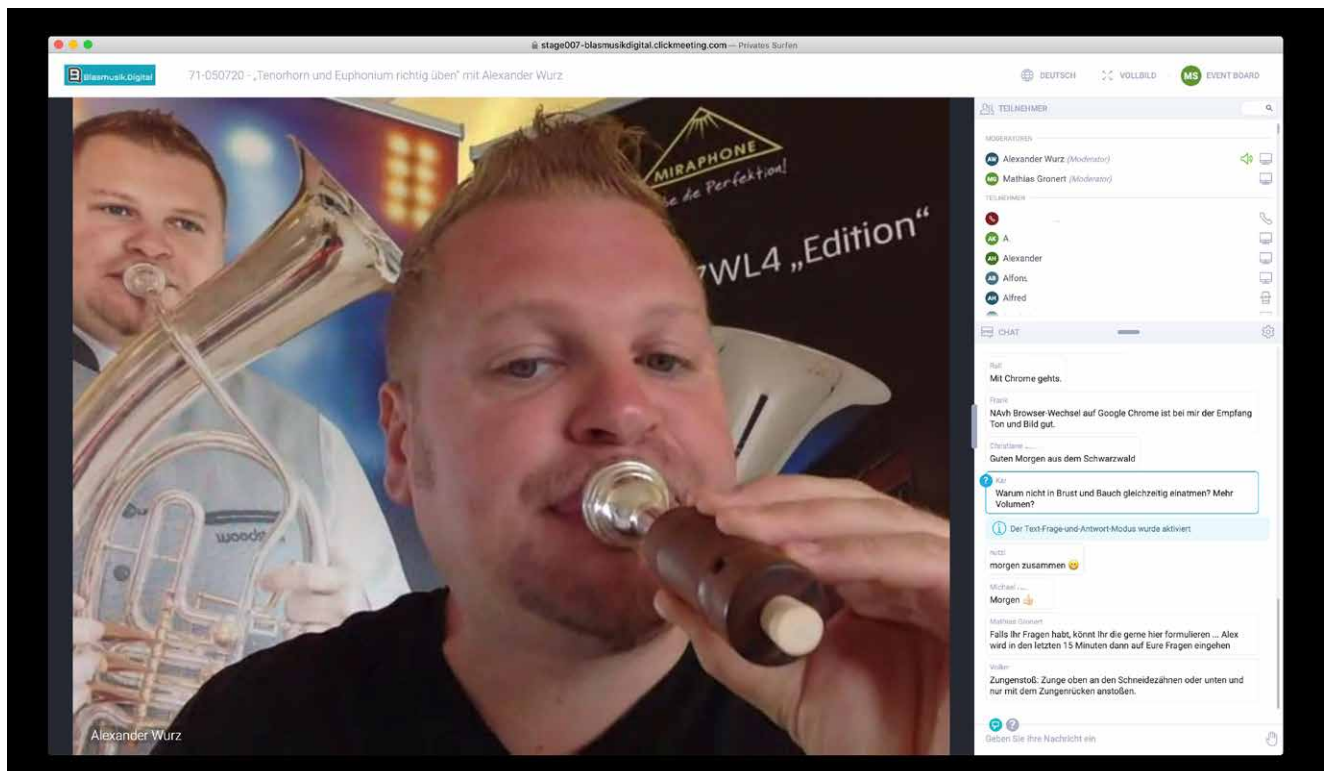 stage007-blasmusikdigital.clickmeeting.com — Privates Surfen
Blasmusik.Digital
71-050720 - „Tenorhorn und Euphonium richtig üben" mit Alexander Wurz
DEUTSCH
VOLLBILD
MS
EVENT BOARD
MIRAPHONE
die Perfektion!
WL4 „Edition“
Alexander Wurz
TEILNEHMER
MODERATOREN
AW Alexander Wurz (Moderator)
MG Mathias Gronert (Moderator)
TEILNEHMER
AK A.
AH Alexander
AB Alfons
AH Alfred
CHAT
Mit Chrome gehts.
Frank
NAvh Browser-Wechsel auf Google Chrome ist bei mir der Empfang
Ton und Bild gut.
Christiane
Guten Morgen aus dem Schwarzwald
?
Warum nicht in Brust und Bauch gleichzeitig einatmen? Mehr
Volumen?
Der Text-Frage-und-Antwort-Modus wurde aktiviert
morgen zusammen
Michael
Morgen
Mathias Gronert
Falls Ihr Fragen habt, könnt Ihr die gerne hier formulieren ... Alex
wird in den letzten 15 Minuten dann auf Eure Fragen eingehen
Volker
Zungenstoß: Zunge oben an den Schneidezähnen oder unten und
nur mit dem Zungenrücken anstoßen.
?
Geben Sie Ihre Nachricht ein